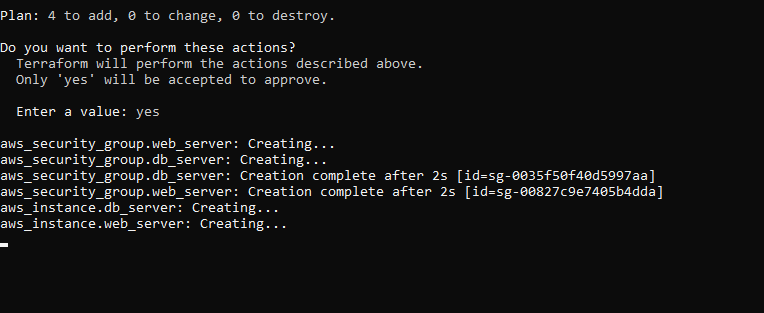 Plan: 4 to add, 0 to change, 0 to destroy.
Do you want to perform these actions?
Terraform will perform the actions described above.
Only 'yes' will be accepted to approve.
Enter a value: yes
aws_security_group.web_server: Creating...
aws_security_group.db_server: Creating...
aws_security_group.db_server: Creation complete after 2s [id=sg-0035f50f40d5997aa]
aws_security_group.web_server: Creation complete after 2s [id=sg-00827c9e7405b4dda]
aws_instance.db_server: Creating...
aws_instance.web_server: Creating...